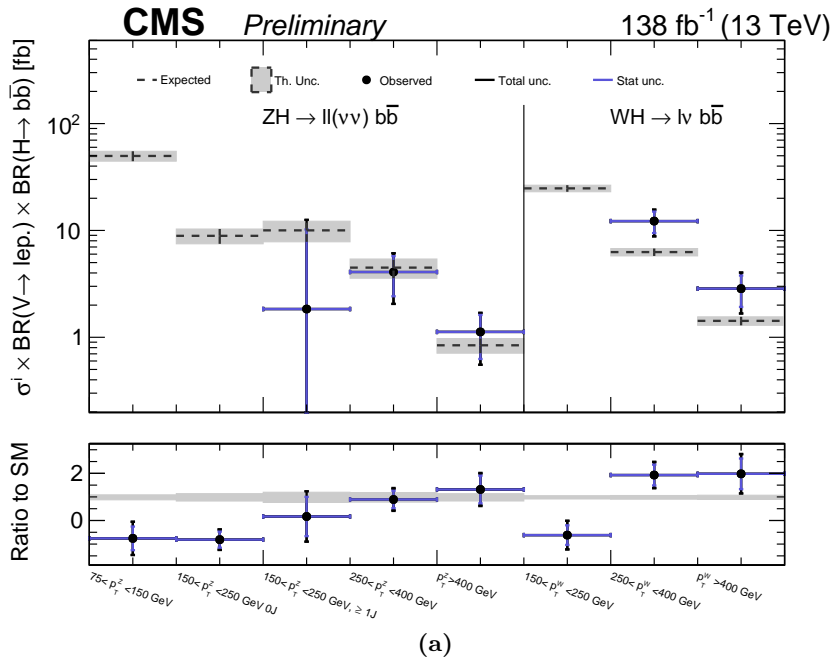 CMS Preliminary 138 fb⁻¹ (13 TeV)
σⁱ × BR(V→ lep.) × BR(H→ bb̅) [fb]
Expected Th. Unc. Observed Total unc. Stat unc.
ZH → ll(νν) bb̅ WH → lν bb̅
10²
10
1
Ratio to SM
2
0
75< p_T^Z <150 GeV
150< p_T^Z <250 GeV 0J
150< p_T^Z <250 GeV, ≥ 1J
250< p_T^Z <400 GeV
p_T^Z >400 GeV
150< p_T^W <250 GeV
250< p_T^W <400 GeV
p_T^W >400 GeV
(a)